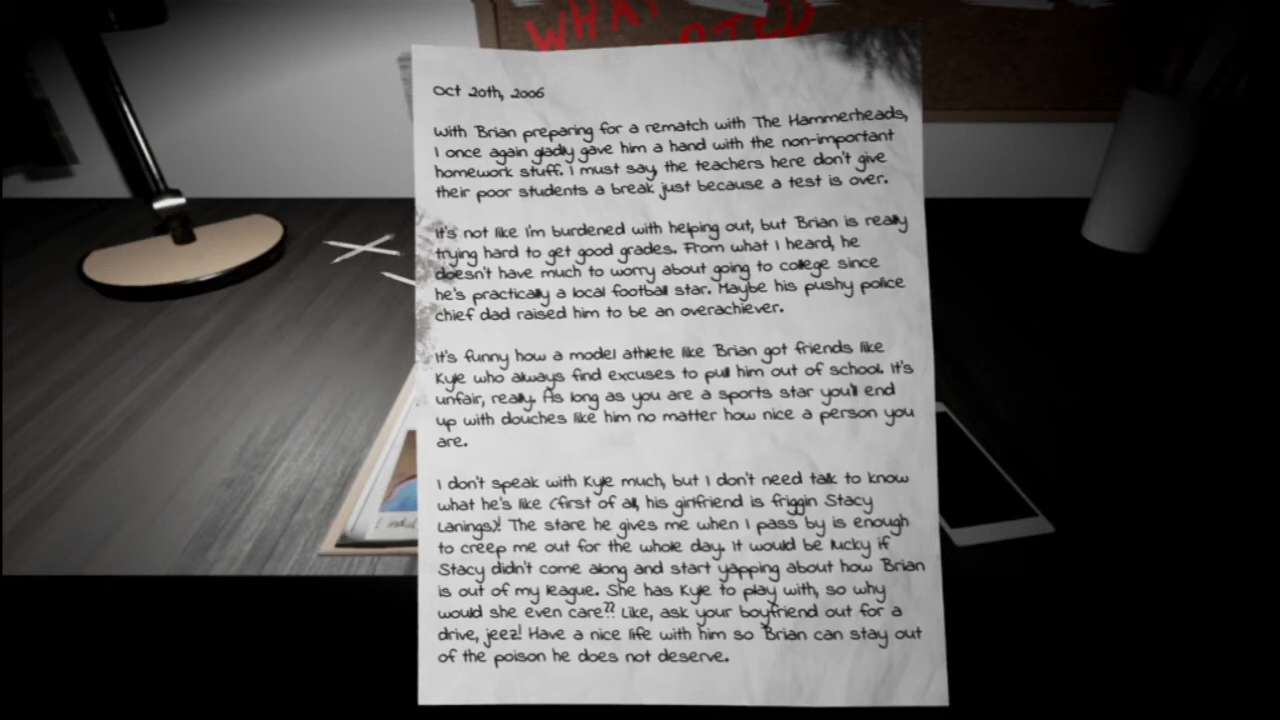 WHAT
Oct 20th, 2006
With Brian preparing for a rematch with The Hammerheads,
I once again gladly gave him a hand with the non-important
homework stuff. I must say, the teachers here don't give
their poor students a break just because a test is over.
It's not like I'm burdened with helping out, but Brian is really
trying hard to get good grades. From what I heard, he
doesn't have much to worry about going to college since
he's practically a local football star. Maybe his pushy police
chief dad raised him to be an overachiever.
It's funny how a model athlete like Brian got friends like
Kyle who always find excuses to pull him out of school. It's
unfair, really. As long as you are a sports star you'll end
up with douches like him no matter how nice a person you
are.
I don't speak with Kyle much, but I don't need talk to know
what he's like (first of all, his girlfriend is friggin Stacy
Lanings)! The stare he gives me when I pass by is enough
to creep me out for the whole day. It would be lucky if
Stacy didn't come along and start yapping about how Brian
is out of my league. She has Kyle to play with, so why
would she even care?? Like, ask your boyfriend out for a
drive, jeez! Have a nice life with him so Brian can stay out
of the poison he does not deserve.